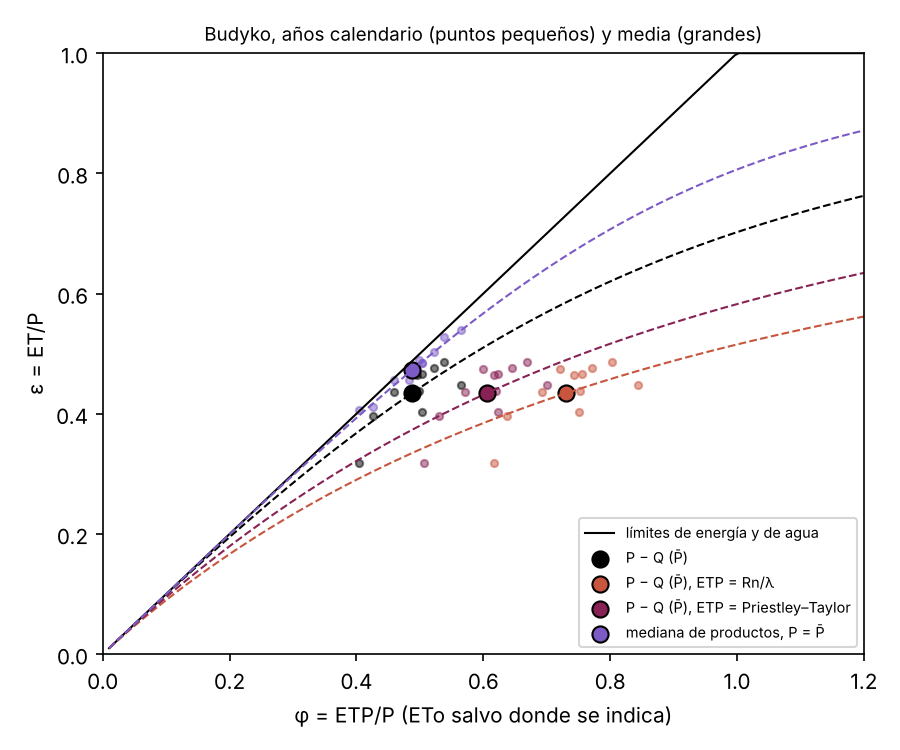 Budyko, años calendario (puntos pequeños) y media (grandes)
1.0
0.8
0.6
0.4
0.2
0.0
ε = ET/P
límites de energía y de agua
P − Q (P̄)
P − Q (P̄), ETP = Rn/λ
P − Q (P̄), ETP = Priestley–Taylor
mediana de productos, P = P̄
0.0 0.2 0.4 0.6 0.8 1.0 1.2
φ = ETP/P (ETo salvo donde se indica)